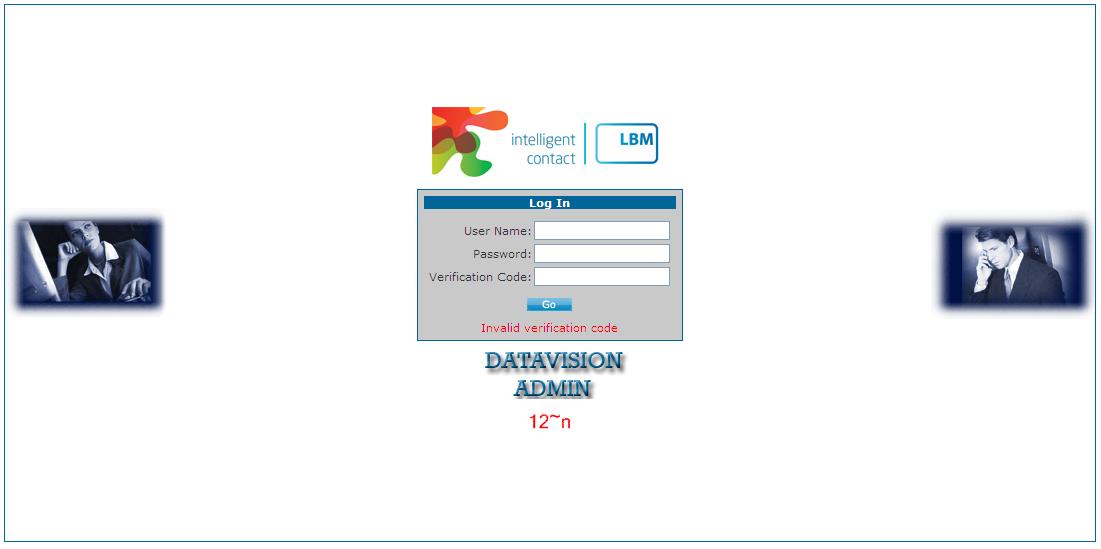 intelligent
contact
LBM
Log In
User Name:
Password:
Verification Code:
Go
Invalid verification code
DATAVISION
ADMIN
12~n